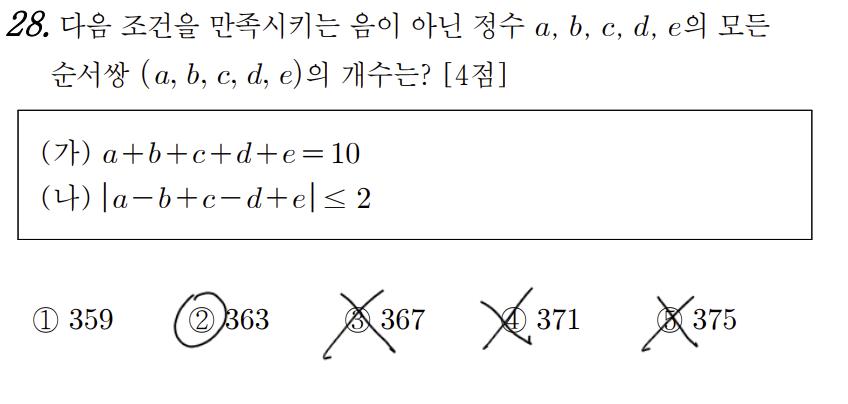 28. 다음 조건을 만족시키는 음이 아닌 정수 a, b, c, d, e의 모든
순서쌍 (a, b, c, d, e)의 개수는? [4점]
(가) a+b+c+d+e=10
(나) |a-b+c-d+e|≤2
① 359 ② 363 ③ 367 ④ 371 ⑤ 375